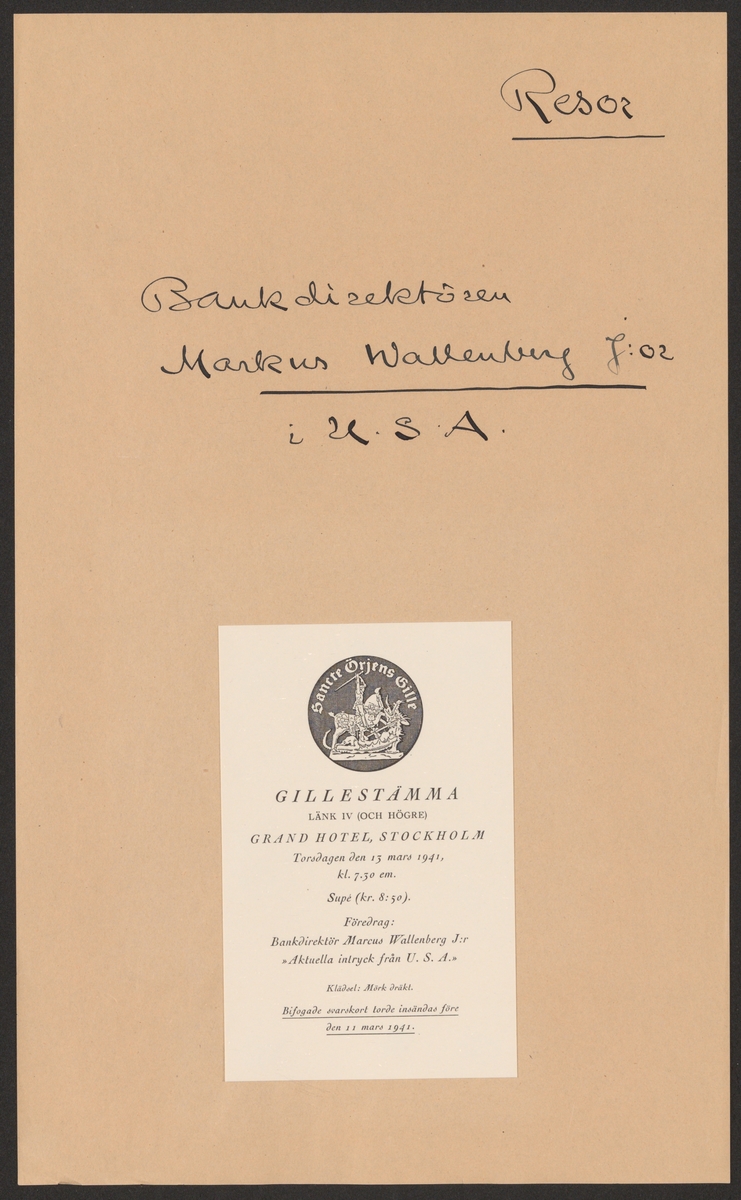 Resor
Bankdirektören
Markus Wallenberg J:or
i U.S.A.
Sancte Örjens Gille
GILLESTÄMMA
LÄNK IV (OCH HÖGRE)
GRAND HOTEL, STOCKHOLM
Torsdagen den 13 mars 1941,
kl. 7.30 em.
Supé (kr. 8:50).
Föredrag:
Bankdirektör Marcus Wallenberg J:r
»Aktuella intryck från U. S. A.»
Klädsel: Mörk dräkt.
Bifogade svarskort torde insändas före
den 11 mars 1941.